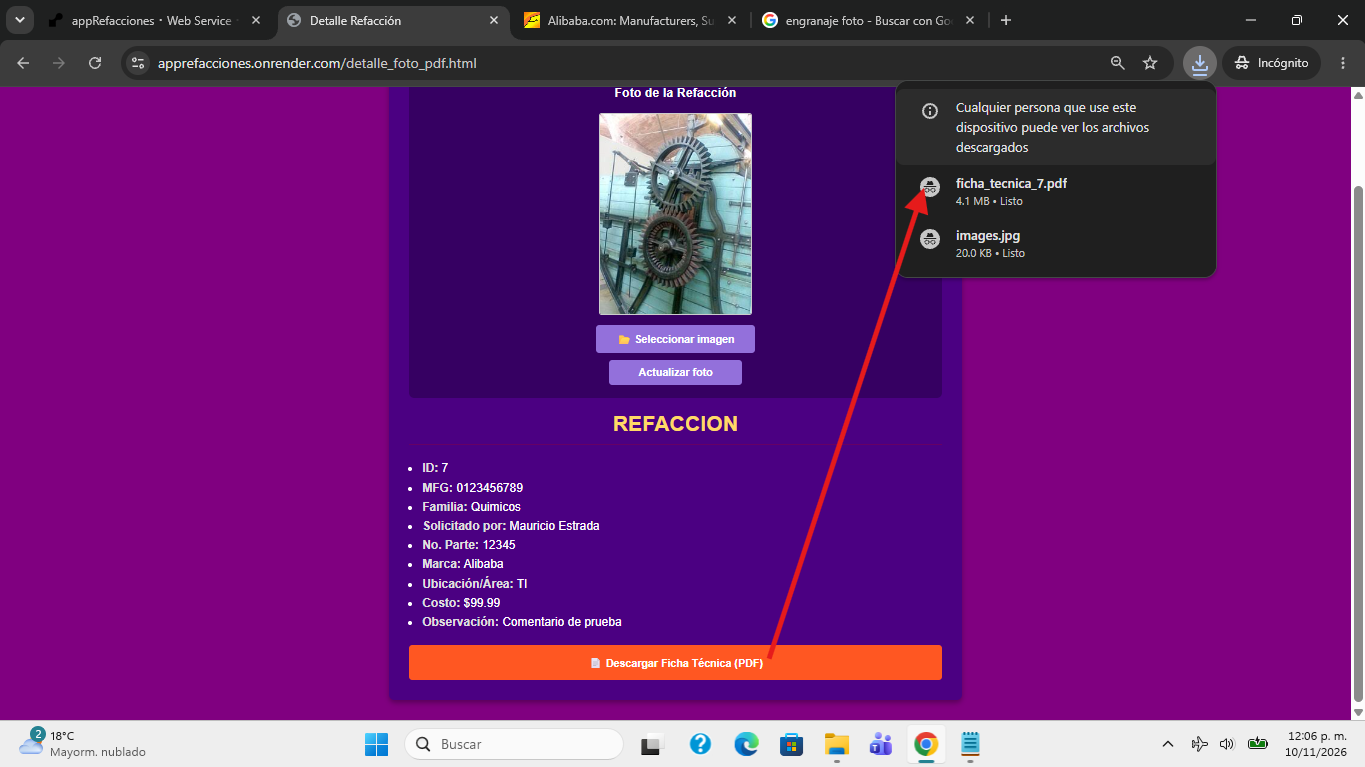 appRefacciones · Web Service ·
Detalle Refacción
Alibaba.com: Manufacturers, Su
engranaje foto - Buscar con Goo
apprefacciones.onrender.com/detalle_foto_pdf.html
Incógnito
Cualquier persona que use este
dispositivo puede ver los archivos
descargados
ficha_tecnica_7.pdf
4.1 MB • Listo
images.jpg
20.0 KB • Listo
Foto de la Refacción
Seleccionar imagen
Actualizar foto
REFACCION
ID: 7
MFG: 0123456789
Familia: Quimicos
Solicitado por: Mauricio Estrada
No. Parte: 12345
Marca: Alibaba
Ubicación/Área: TI
Costo: $99.99
Observación: Comentario de prueba
Descargar Ficha Técnica (PDF)
2
18°C
Mayorm. nublado
Buscar
12:06 p. m.
10/11/2026